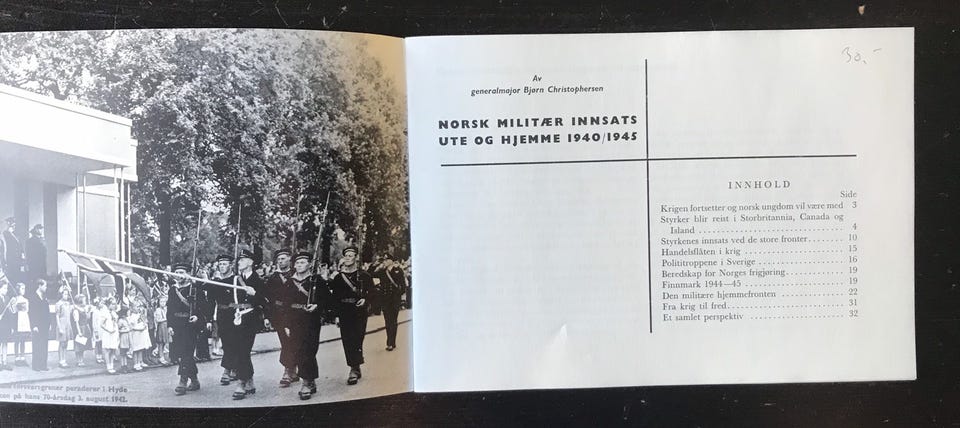 forsvarsgrener paraderer i Hyde
på hans 70-årsdag 3. august 1942.
Av
generalmajor Bjørn Christophersen
NORSK MILITÆR INNSATS
UTE OG HJEMME 1940/1945
30,-
INNHOLD
Side
Krigen fortsetter og norsk ungdom vil være med 3
Styrker blir reist i Storbritannia, Canada og
Island . . . . . . . . . . . . . . . . . . . . . . . . . . . . . . 4
Styrkenes innsats ved de store fronter . . . . . . . 10
Handelsflåten i krig . . . . . . . . . . . . . . . . . . . . 15
Polititroppene i Sverige . . . . . . . . . . . . . . . . . 16
Beredskap for Norges frigjøring . . . . . . . . . . . . 19
Finnmark 1944—45 . . . . . . . . . . . . . . . . . . . . 19
Den militære hjemmefronten . . . . . . . . . . . . . 22
Fra krig til fred . . . . . . . . . . . . . . . . . . . . . . . 31
Et samlet perspektiv . . . . . . . . . . . . . . . . . . . 32